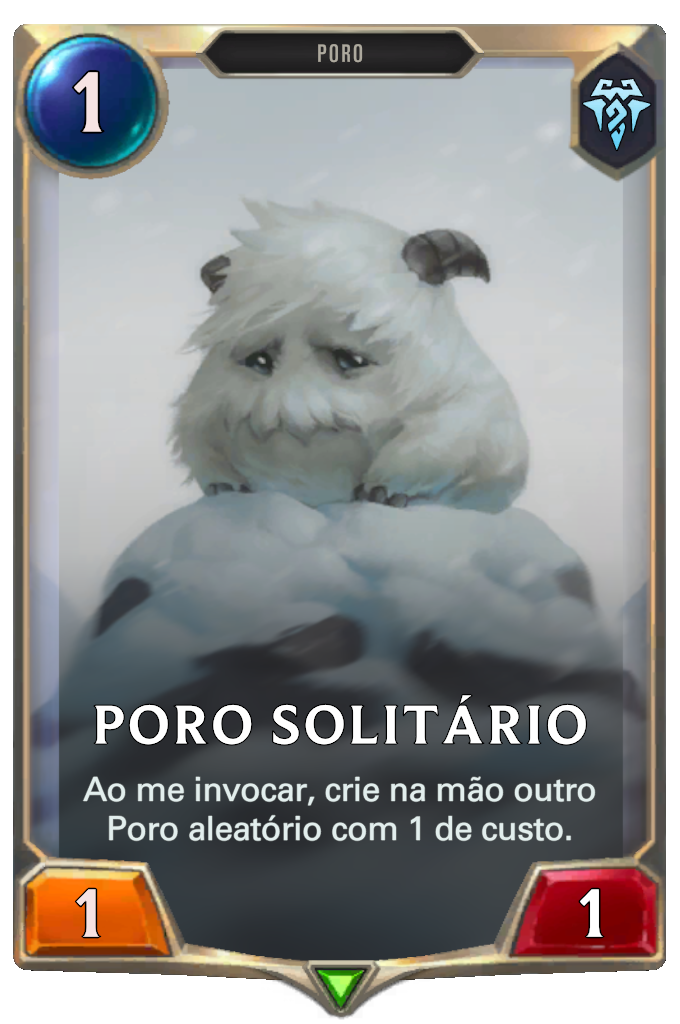 1
PORO
PORO SOLITÁRIO
Ao me invocar, crie na mão outro
Poro aleatório com 1 de custo.
1
1